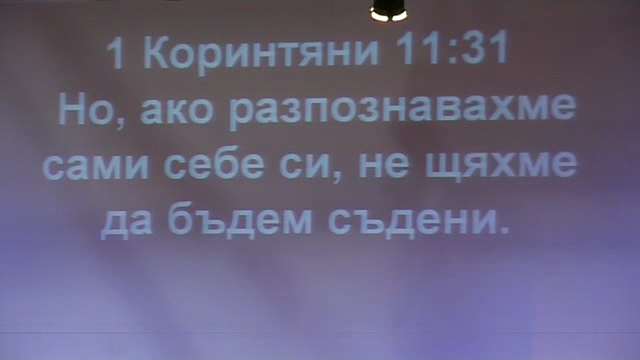 1 Коринтяни 11:31
Но, ако разпознавахме
сами себе си, не щяхме
да бъдем съдени.